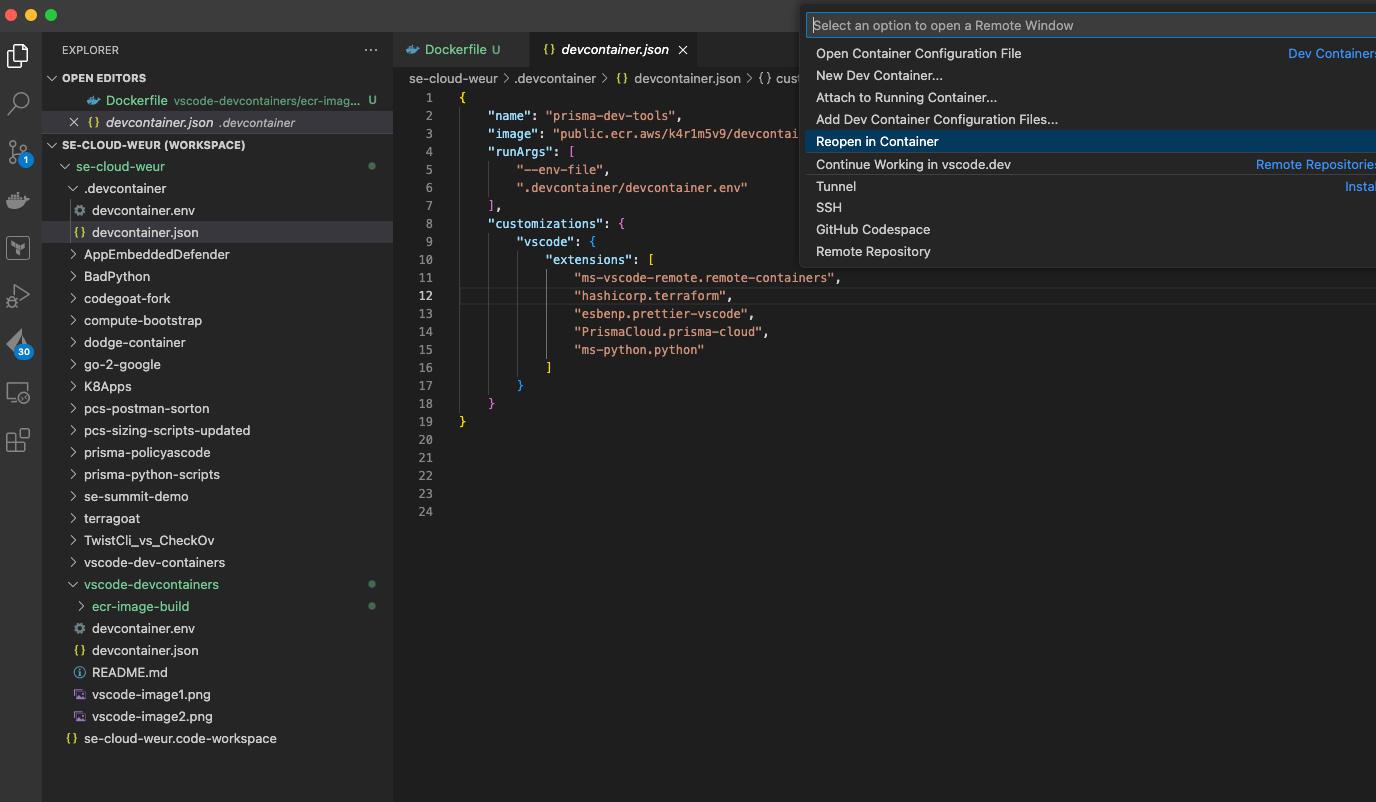 EXPLORER
OPEN EDITORS
Dockerfile vscode-devcontainers/ecr-imag... U
devcontainer.json .devcontainer
SE-CLOUD-WEUR (WORKSPACE)
se-cloud-weur
.devcontainer
devcontainer.env
{} devcontainer.json
AppEmbeddedDefender
BadPython
codegoat-fork
compute-bootstrap
dodge-container
go-2-google
K8Apps
pcs-postman-sorton
pcs-sizing-scripts-updated
prisma-policyascode
prisma-python-scripts
se-summit-demo
terragoat
TwistCli_vs_CheckOv
vscode-dev-containers
vscode-devcontainers
ecr-image-build
devcontainer.env
{} devcontainer.json
README.md
vscode-image1.png
vscode-image2.png
{} se-cloud-weur.code-workspace
1
30
Dockerfile U
{} devcontainer.json
se-cloud-weur > .devcontainer > {} devcontainer.json > {} cust
1 {
2 "name": "prisma-dev-tools",
3 "image": "public.ecr.aws/k4r1m5v9/devcontai
4 "runArgs": [
5 "--env-file",
6 ".devcontainer/devcontainer.env"
7 ],
8 "customizations": {
9 "vscode": {
10 "extensions": [
11 "ms-vscode-remote.remote-containers",
12 "hashicorp.terraform",
13 "esbenp.prettier-vscode",
14 "PrismaCloud.prisma-cloud",
15 "ms-python.python"
16 ]
17 }
18 }
19 }
20
21
22
23
24
Select an option to open a Remote Window
Open Container Configuration File Dev Containers
New Dev Container...
Attach to Running Container...
Add Dev Container Configuration Files...
Reopen in Container
Continue Working in vscode.dev Remote Repositories
Tunnel Insta
SSH
GitHub Codespace
Remote Repository